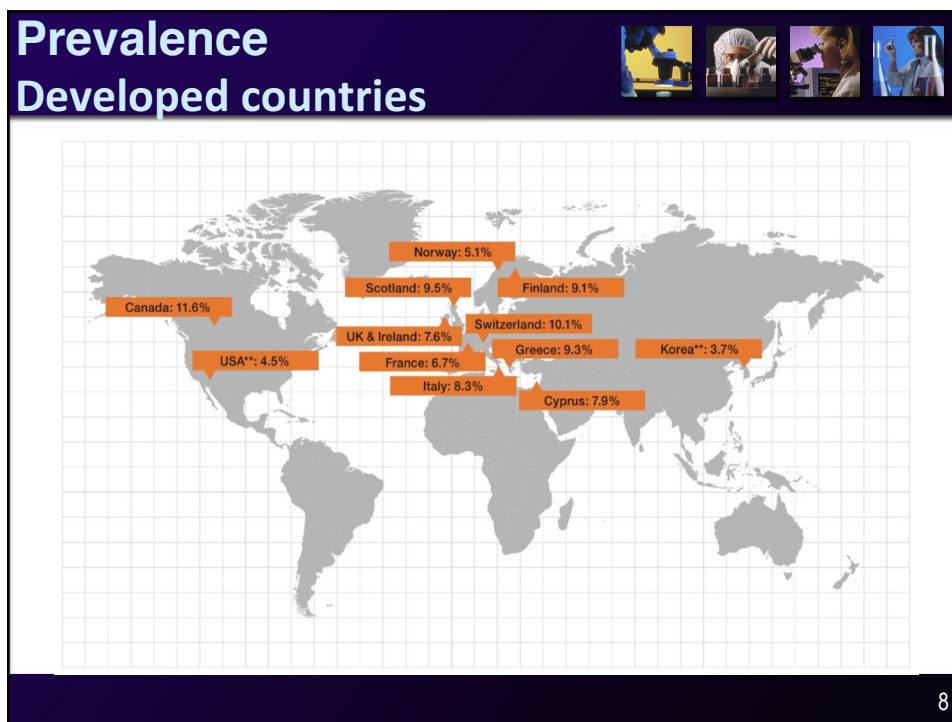 Prevalence
Developed countries
Norway: 5.1%
Scotland: 9.5%
Finland: 9.1%
Canada: 11.6%
Switzerland: 10.1%
UK & Ireland: 7.6%
Greece: 9.3%
Korea**: 3.7%
USA**: 4.5%
France: 6.7%
Italy: 8.3%
Cyprus: 7.9%
8